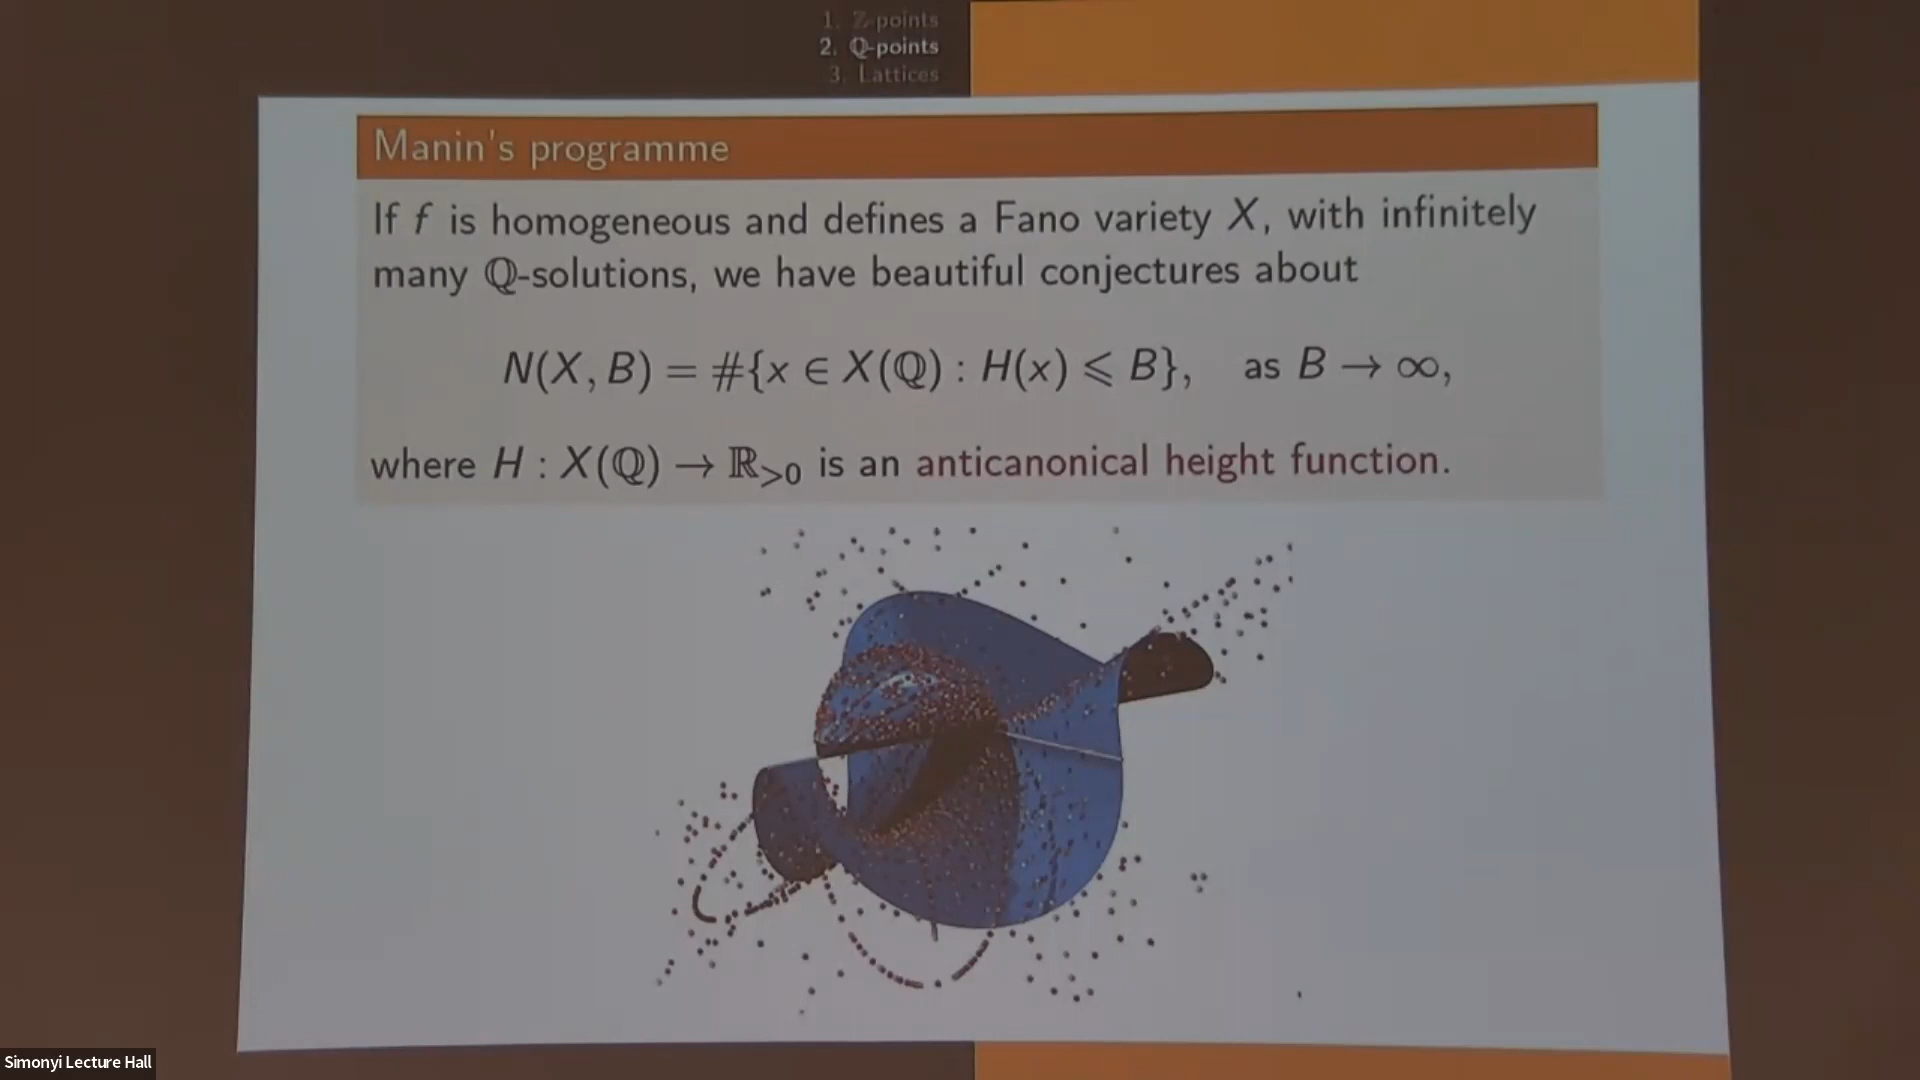 1. ℤ-points
2. ℚ-points
3. Lattices
Manin's programme
If f is homogeneous and defines a Fano variety X, with infinitely
many ℚ-solutions, we have beautiful conjectures about
N(X, B) = #{x ∈ X(ℚ) : H(x) ⩽ B}, as B → ∞,
where H : X(ℚ) → ℝ>0 is an anticanonical height function.
Simonyi Lecture Hall